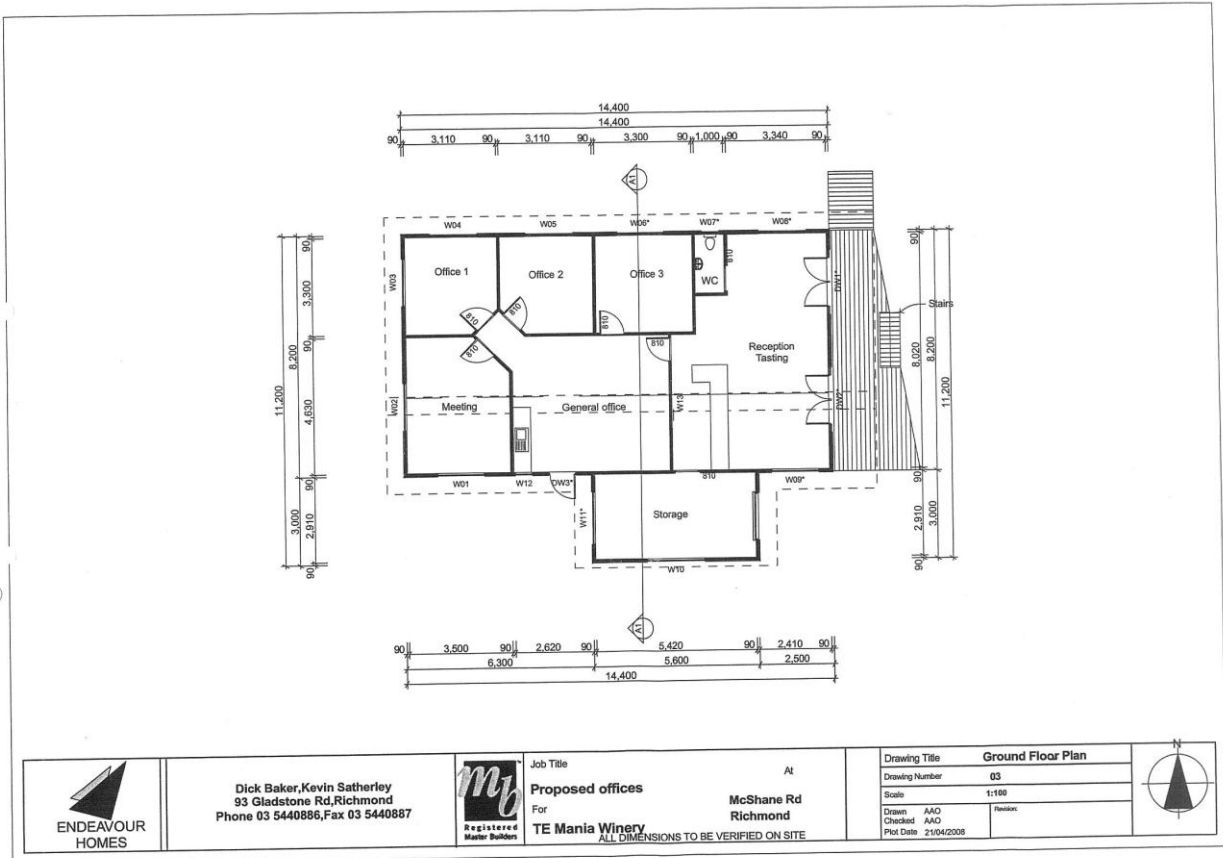 14,400
14,400
90 3,110 90 3,110 90 3,300 90 1,000 90 3,340 90
A1
W04 W05 W06* W07* W08*
W03
Office 1 Office 2 Office 3 WC
810
810
810
810
810
810
DW1*
Stairs
Reception
Tasting
W02 Meeting General office W13 DW2*
W01 W12 DW3* 810 W09*
W11* Storage
W10
A1
11,200
8,200
3,000
90
3,300
90
4,630
90
2,910
90
90
8,020
90
2,910
90
8,200
3,000
11,200
90 3,500 90 2,620 90 5,420 90 2,410 90
6,300 5,600 2,500
14,400
ENDEAVOUR
HOMES
Dick Baker,Kevin Satherley
93 Gladstone Rd,Richmond
Phone 03 5440886,Fax 03 5440887
mb
Registered
Master Builders
Job Title
Proposed offices
For
TE Mania Winery
At
McShane Rd
Richmond
ALL DIMENSIONS TO BE VERIFIED ON SITE
Drawing Title Ground Floor Plan
Drawing Number 03
Scale 1:100
Drawn AAO
Checked AAO
Plot Date 21/04/2008
Revision:
N